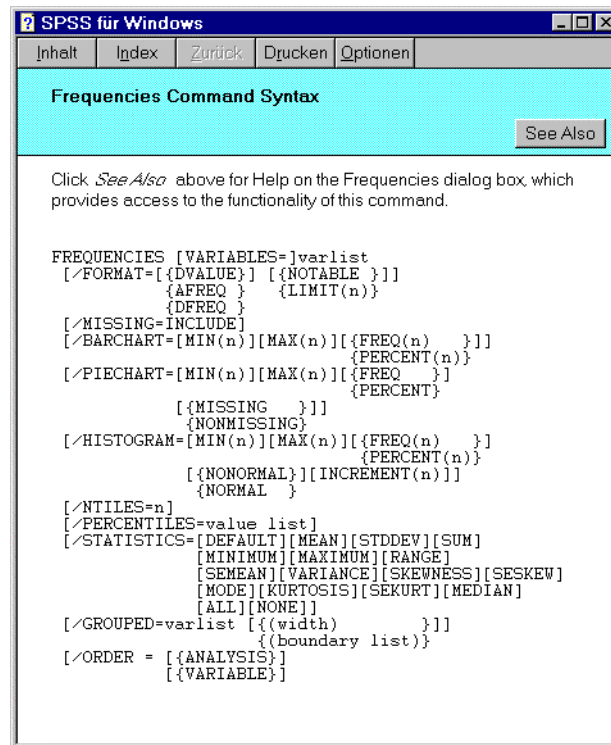 SPSS für Windows
Inhalt Index Zurück Drucken Optionen
Frequencies Command Syntax
See Also
Click See Also above for Help on the Frequencies dialog box, which
provides access to the functionality of this command.
FREQUENCIES [VARIABLES=]varlist
[/FORMAT=[{DVALUE}] [{NOTABLE }]]
{AFREQ } {LIMIT(n)}
{DFREQ }
[/MISSING=INCLUDE]
[/BARCHART=[MIN(n)][MAX(n)][{FREQ(n) }]]
{PERCENT(n)}
[/PIECHART=[MIN(n)][MAX(n)][{FREQ }]
{PERCENT}
[{MISSING }]]
{NONMISSING}
[/HISTOGRAM=[MIN(n)][MAX(n)][{FREQ(n) }]
{PERCENT(n)}
[{NONORMAL}][INCREMENT(n)]]
{NORMAL }
[/NTILES=n]
[/PERCENTILES=value list]
[/STATISTICS=[DEFAULT][MEAN][STDDEV][SUM]
[MINIMUM][MAXIMUM][RANGE]
[SEMEAN][VARIANCE][SKEWNESS][SESKEW]
[MODE][KURTOSIS][SEKURT][MEDIAN]
[ALL][NONE]]
[/GROUPED=varlist [{(width) }]]
{(boundary list)}
[/ORDER = [{ANALYSIS}]
[{VARIABLE}]